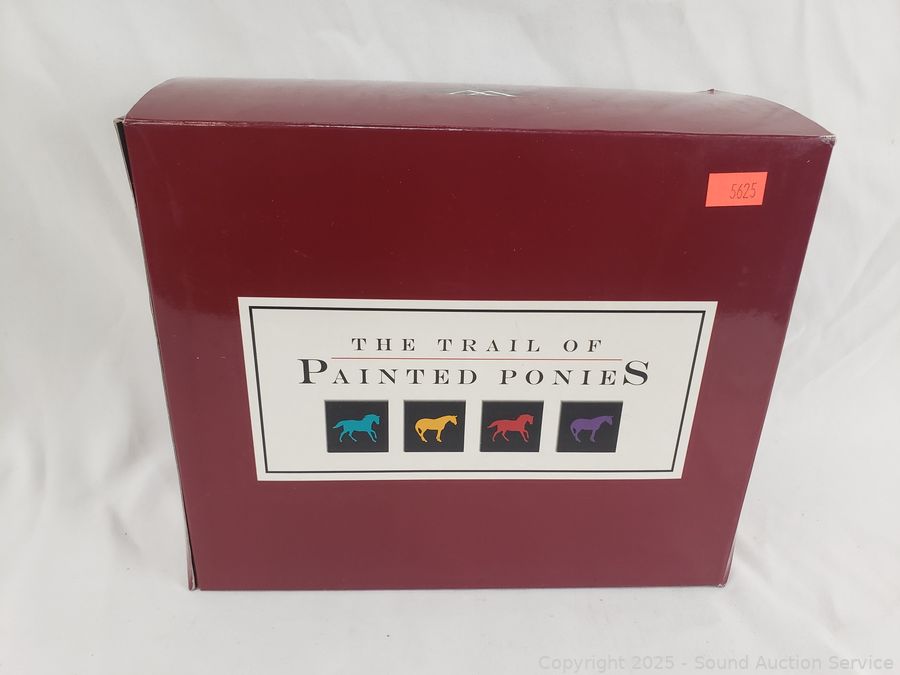 5625
THE TRAIL OF
PAINTED PONIES
Copyright 2025 - Sound Auction Service